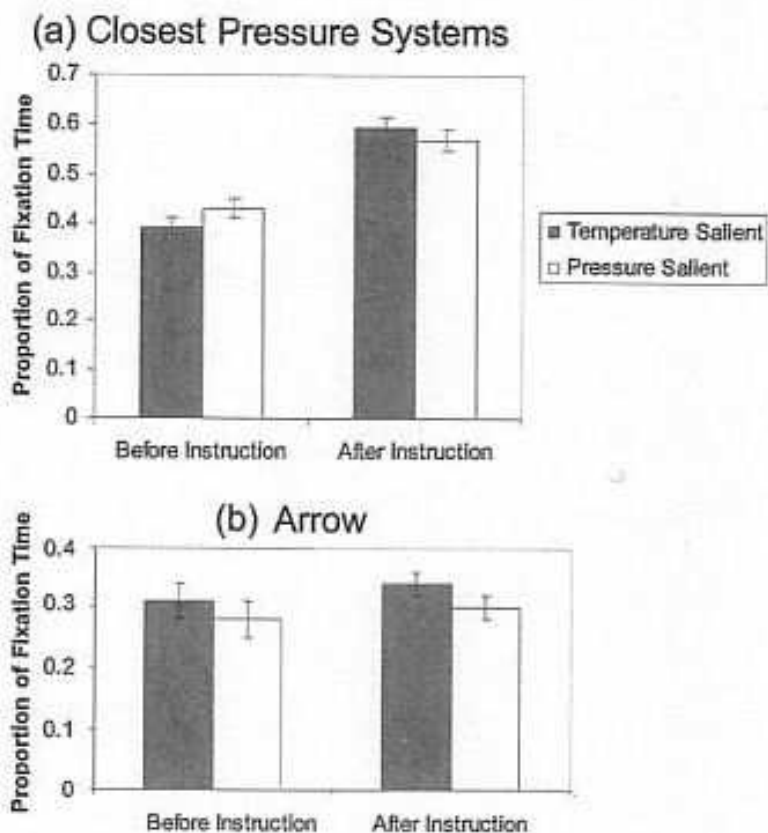 (a) Closest Pressure Systems
Proportion of Fixation Time
0.7
0.6
0.5
0.4
0.3
0.2
0.1
0
Before Instruction
After Instruction
Temperature Salient
Pressure Salient
(b) Arrow
Proportion of Fixation Time
0.4
0.3
0.2
0.1
0
Before Instruction
After Instruction